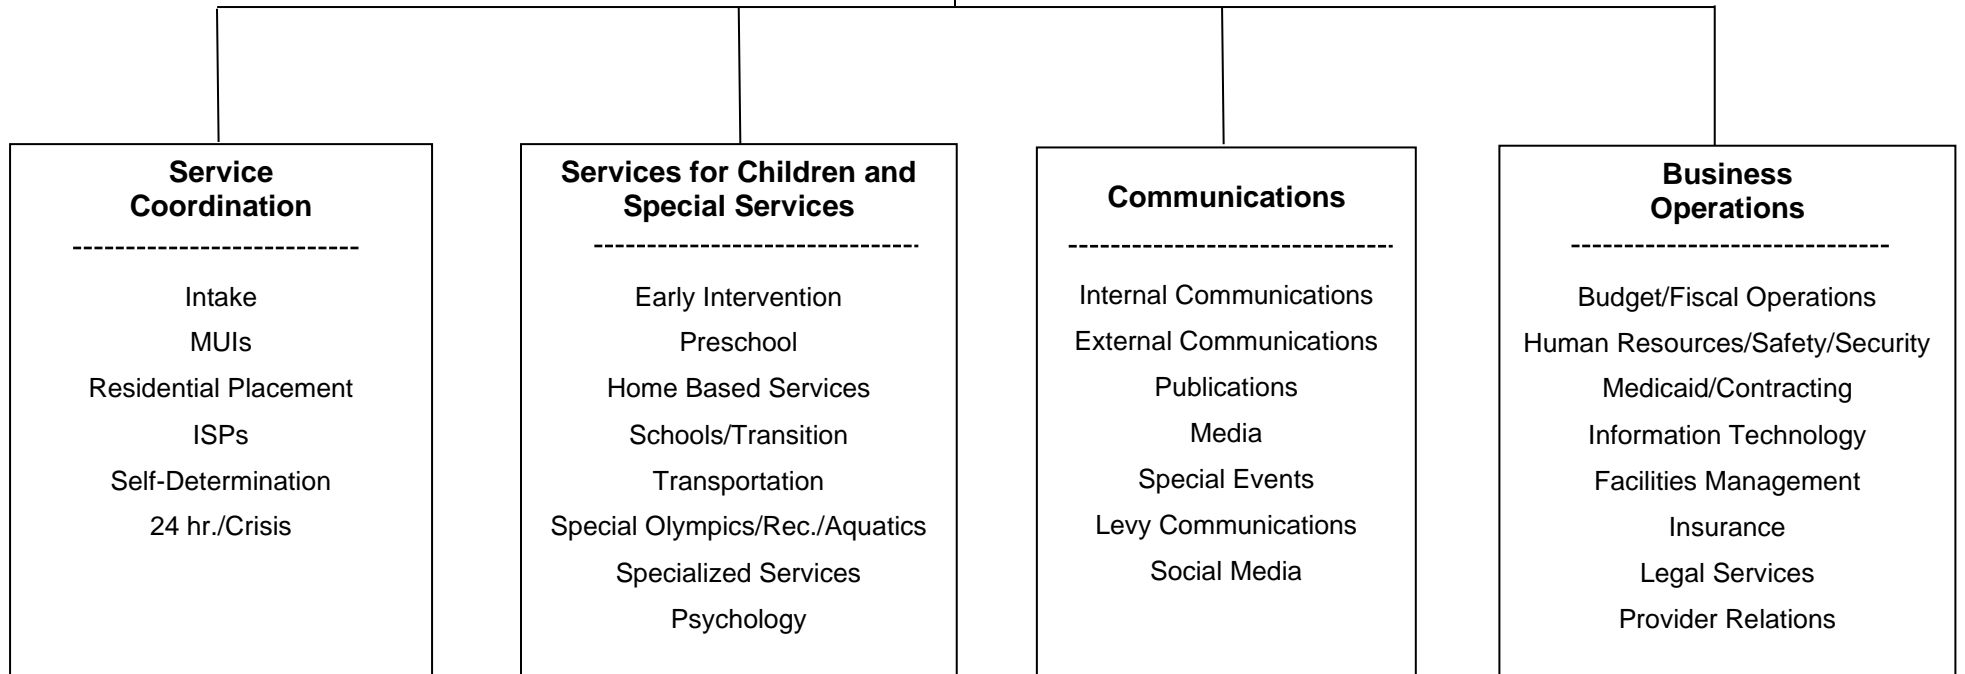 Service
Coordination
---------------------------
Intake
MUIs
Residential Placement
ISPs
Self-Determination
24 hr./Crisis
Services for Children and
Special Services
-------------------------------
Early Intervention
Preschool
Home Based Services
Schools/Transition
Transportation
Special Olympics/Rec./Aquatics
Specialized Services
Psychology
Communications
-------------------------------
Internal Communications
External Communications
Publications
Media
Special Events
Levy Communications
Social Media
Business
Operations
------------------------------
Budget/Fiscal Operations
Human Resources/Safety/Security
Medicaid/Contracting
Information Technology
Facilities Management
Insurance
Legal Services
Provider Relations